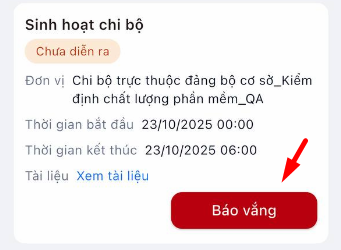 Sinh hoạt chi bộ
Chưa diễn ra
Đơn vị Chi bộ trực thuộc đảng bộ cơ sở_Kiểm
định chất lượng phần mềm_QA
Thời gian bắt đầu 23/10/2025 00:00
Thời gian kết thúc 23/10/2025 06:00
Tài liệu Xem tài liệu
Báo vắng